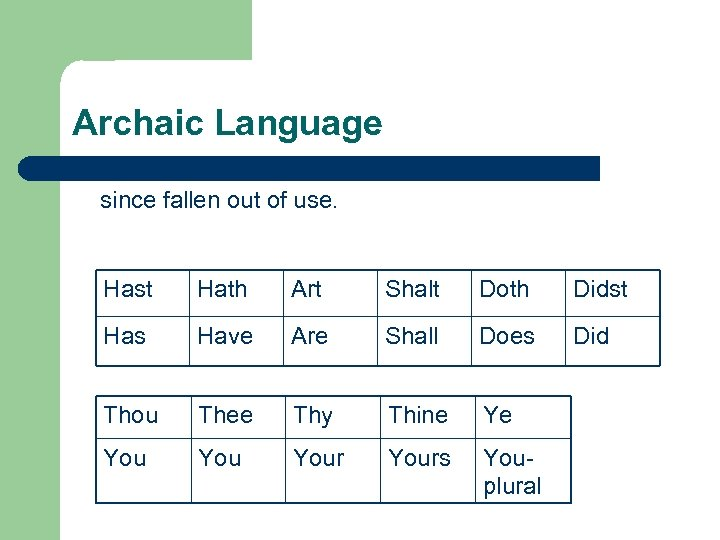 Archaic Language
since fallen out of use.
Hast Hath Art Shalt Doth Didst
Has Have Are Shall Does Did
Thou Thee Thy Thine Ye
You You Your Yours You-
plural